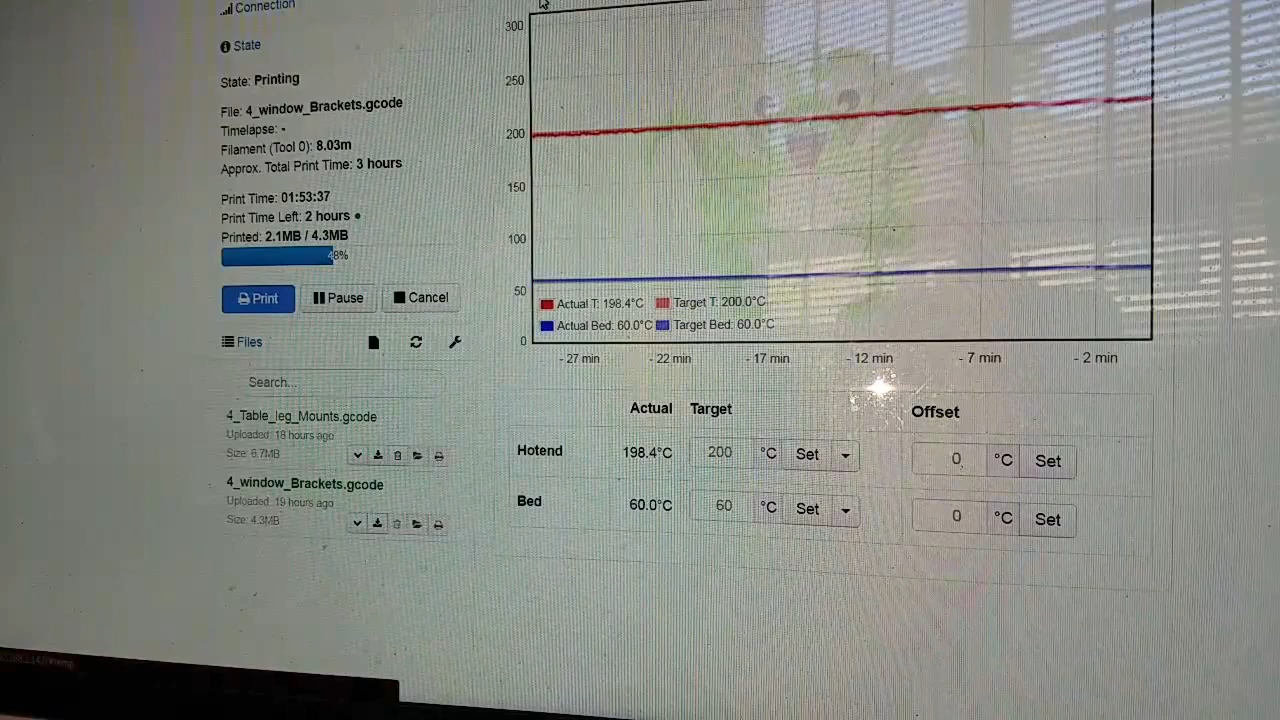 Connection
State
State: Printing
File: 4_window_Brackets.gcode
Timelapse: -
Filament (Tool 0): 8.03m
Approx. Total Print Time: 3 hours
Print Time: 01:53:37
Print Time Left: 2 hours
Printed: 2.1MB / 4.3MB
48%
Print Pause Cancel
Files
Search...
4_Table_leg_Mounts.gcode
Uploaded: 18 hours ago
Size: 6.7MB
4_window_Brackets.gcode
Uploaded: 19 hours ago
Size: 4.3MB
300
250
200
150
100
50
0
Actual T: 198.4°C Target T: 200.0°C
Actual Bed: 60.0°C Target Bed: 60.0°C
- 27 min - 22 min - 17 min - 12 min - 7 min - 2 min
Actual Target Offset
Hotend 198.4°C 200 °C Set 0 °C Set
Bed 60.0°C 60 °C Set 0 °C Set